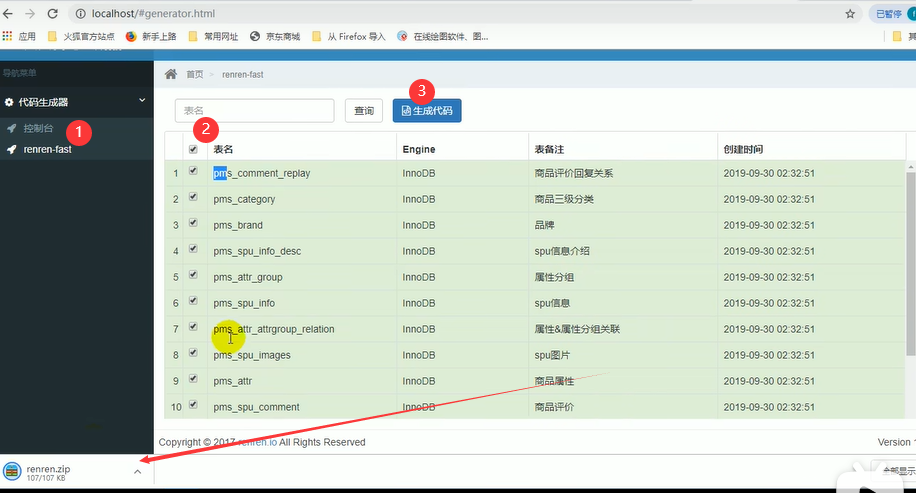 localhost/#generator.html
已暂停
应用 火狐官方站点 新手上路 常用网址 京东商城 从 Firefox 导入 在线绘图软件、图...
导航菜单
首页 > renren-fast
代码生成器
控制台
1
renren-fast
3
表名 查询 生成代码
2
表名 Engine 表备注 创建时间
1 pms_comment_replay InnoDB 商品评价回复关系 2019-09-30 02:32:51
2 pms_category InnoDB 商品三级分类 2019-09-30 02:32:51
3 pms_brand InnoDB 品牌 2019-09-30 02:32:51
4 pms_spu_info_desc InnoDB spu信息介绍 2019-09-30 02:32:51
5 pms_attr_group InnoDB 属性分组 2019-09-30 02:32:51
6 pms_spu_info InnoDB spu信息 2019-09-30 02:32:51
7 pms_attr_attrgroup_relation InnoDB 属性&属性分组关联 2019-09-30 02:32:51
8 pms_spu_images InnoDB spu图片 2019-09-30 02:32:51
9 pms_attr InnoDB 商品属性 2019-09-30 02:32:51
10 pms_spu_comment InnoDB 商品评价 2019-09-30 02:32:51
Copyright © 2017 renren.io All Rights Reserved
Version
renren.zip
107/107 KB
全部显示